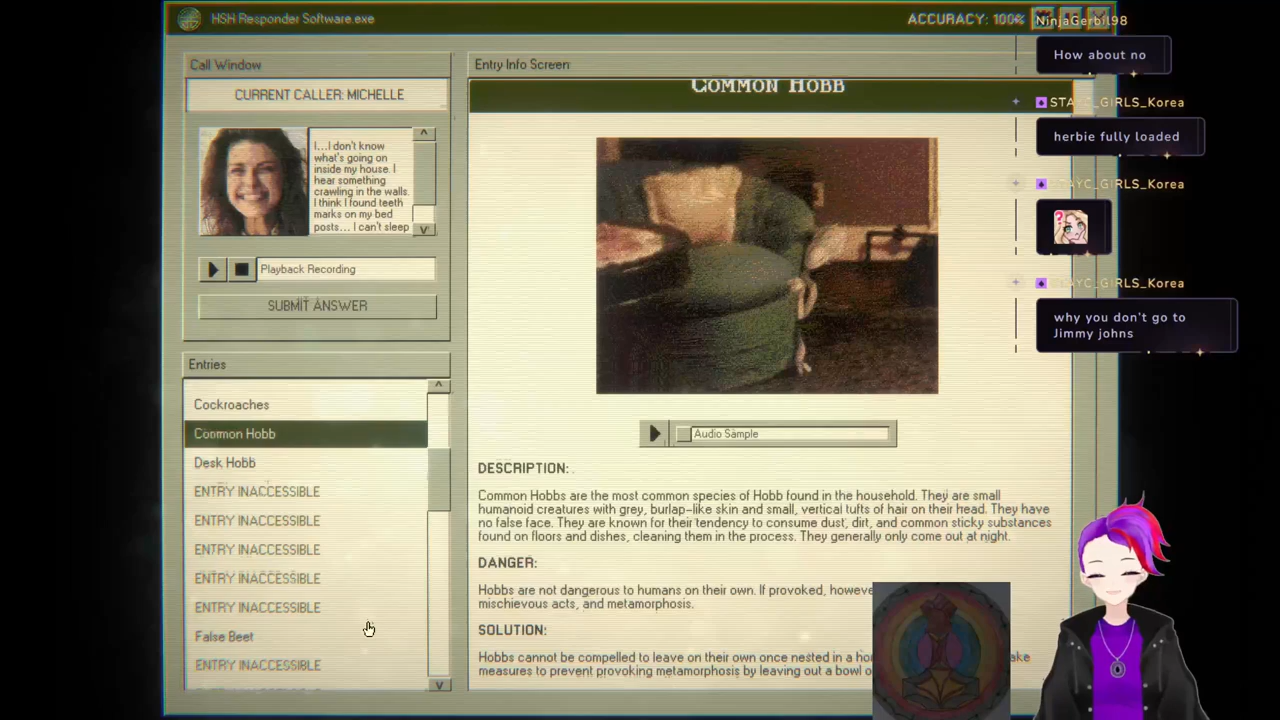 HSH Responder Software.exe
ACCURACY: 100%
Call Window
CURRENT CALLER: MICHELLE
I...I don't know
what's going on
inside my house. I
hear something
crawling in the walls.
I think I found teeth
marks on my bed
posts... I can't sleep
Playback Recording
SUBMIT ANSWER
Entries
Cockroaches
Common Hobb
Desk Hobb
ENTRY INACCESSIBLE
ENTRY INACCESSIBLE
ENTRY INACCESSIBLE
ENTRY INACCESSIBLE
ENTRY INACCESSIBLE
False Beet
ENTRY INACCESSIBLE
Entry Info Screen
COMMON HOBB
Audio Sample
DESCRIPTION:
Common Hobbs are the most common species of Hobb found in the household. They are small
humanoid creatures with grey, burlap-like skin and small, vertical tufts of hair on their head. They have
no false face. They are known for their tendency to consume dust, dirt, and common sticky substances
found on floors and dishes, cleaning them in the process. They generally only come out at night.
DANGER:
Hobbs are not dangerous to humans on their own. If provoked,
mischievous acts, and metamorphosis.
SOLUTION:
Hobbs cannot be compelled to leave on their own once nested in a
measures to prevent provoking metamorphosis by leaving out a bowl
NinjaGerbil98
How about no
STAYC_GIRLS_Korea
herbie fully loaded
STAYC_GIRLS_Korea
STAYC_GIRLS_Korea
why you don't go to
Jimmy johns